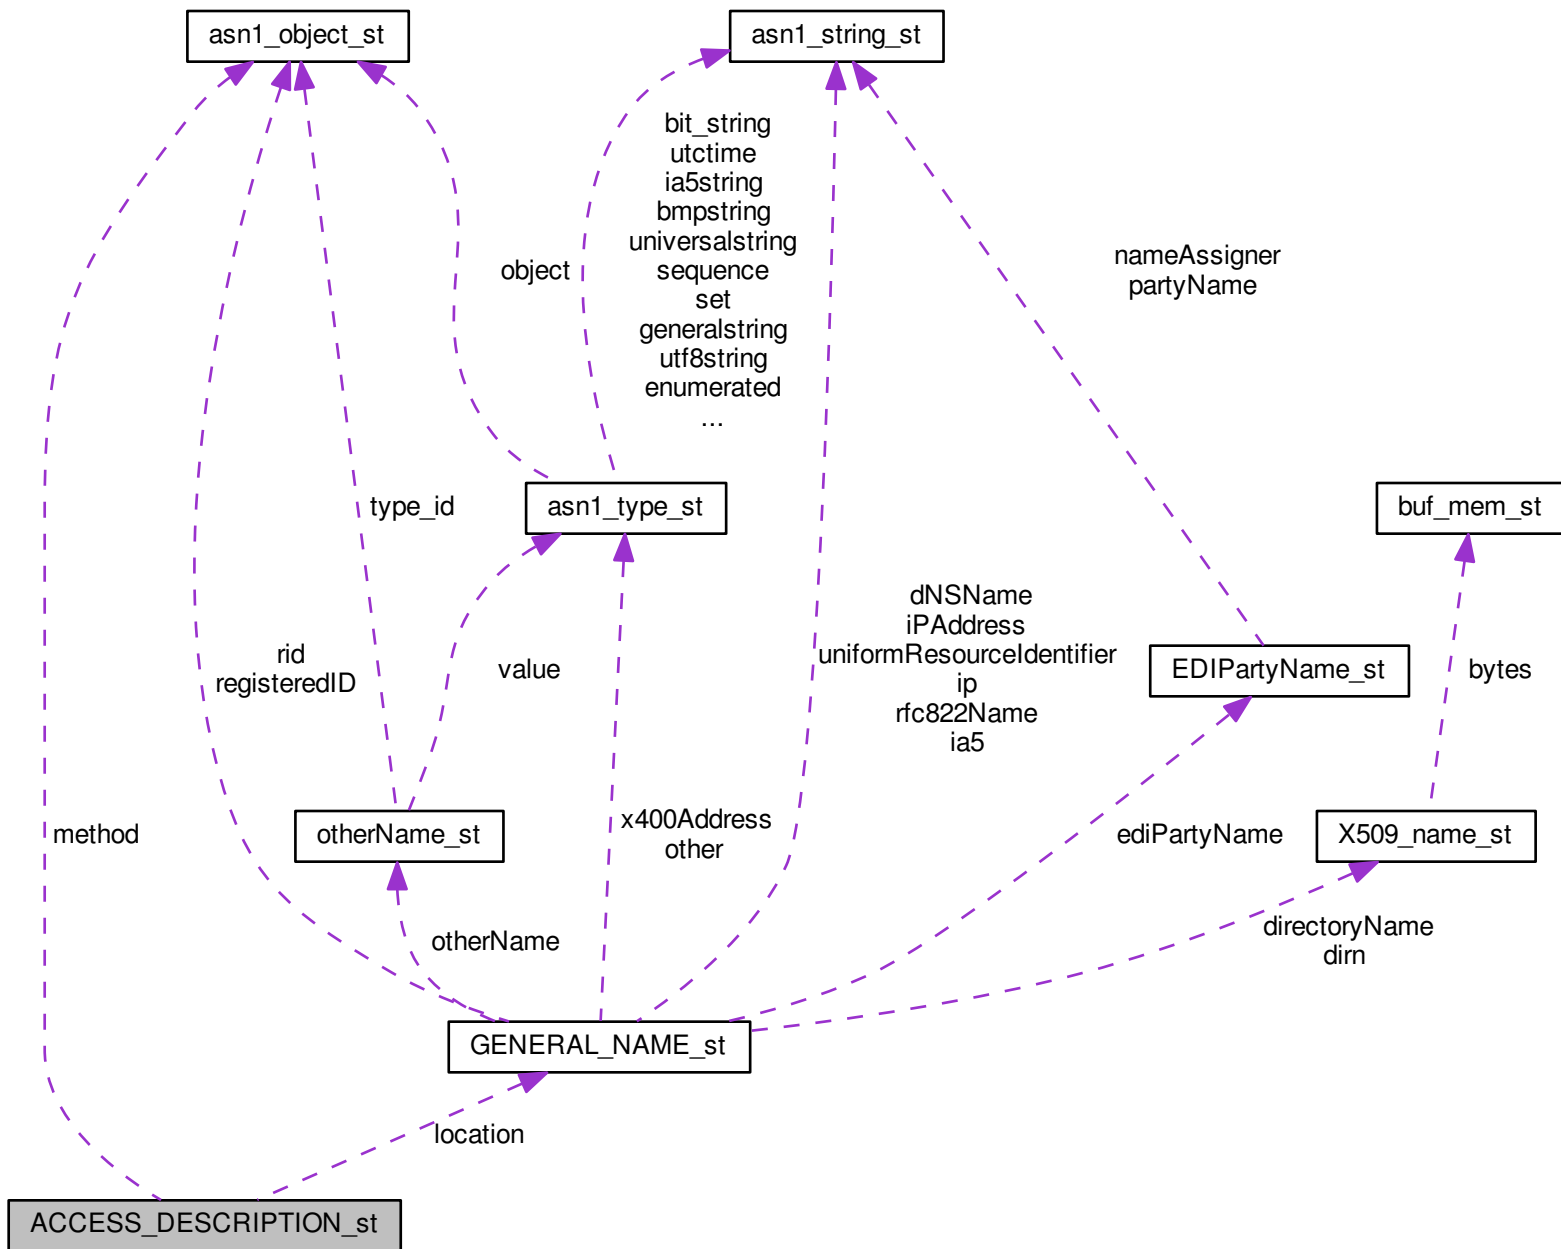 asn1_object_st
asn1_string_st
bit_string
utctime
ia5string
bmpstring
universalstring
sequence
set
generalstring
utf8string
enumerated
...
object
nameAssigner
partyName
asn1_type_st
buf_mem_st
type_id
dNSName
iPAddress
uniformResourceIdentifier
ip
rfc822Name
ia5
rid
registeredID
value
EDIPartyName_st
bytes
method
otherName_st
x400Address
other
ediPartyName
X509_name_st
otherName
directoryName
dirn
GENERAL_NAME_st
location
ACCESS_DESCRIPTION_st